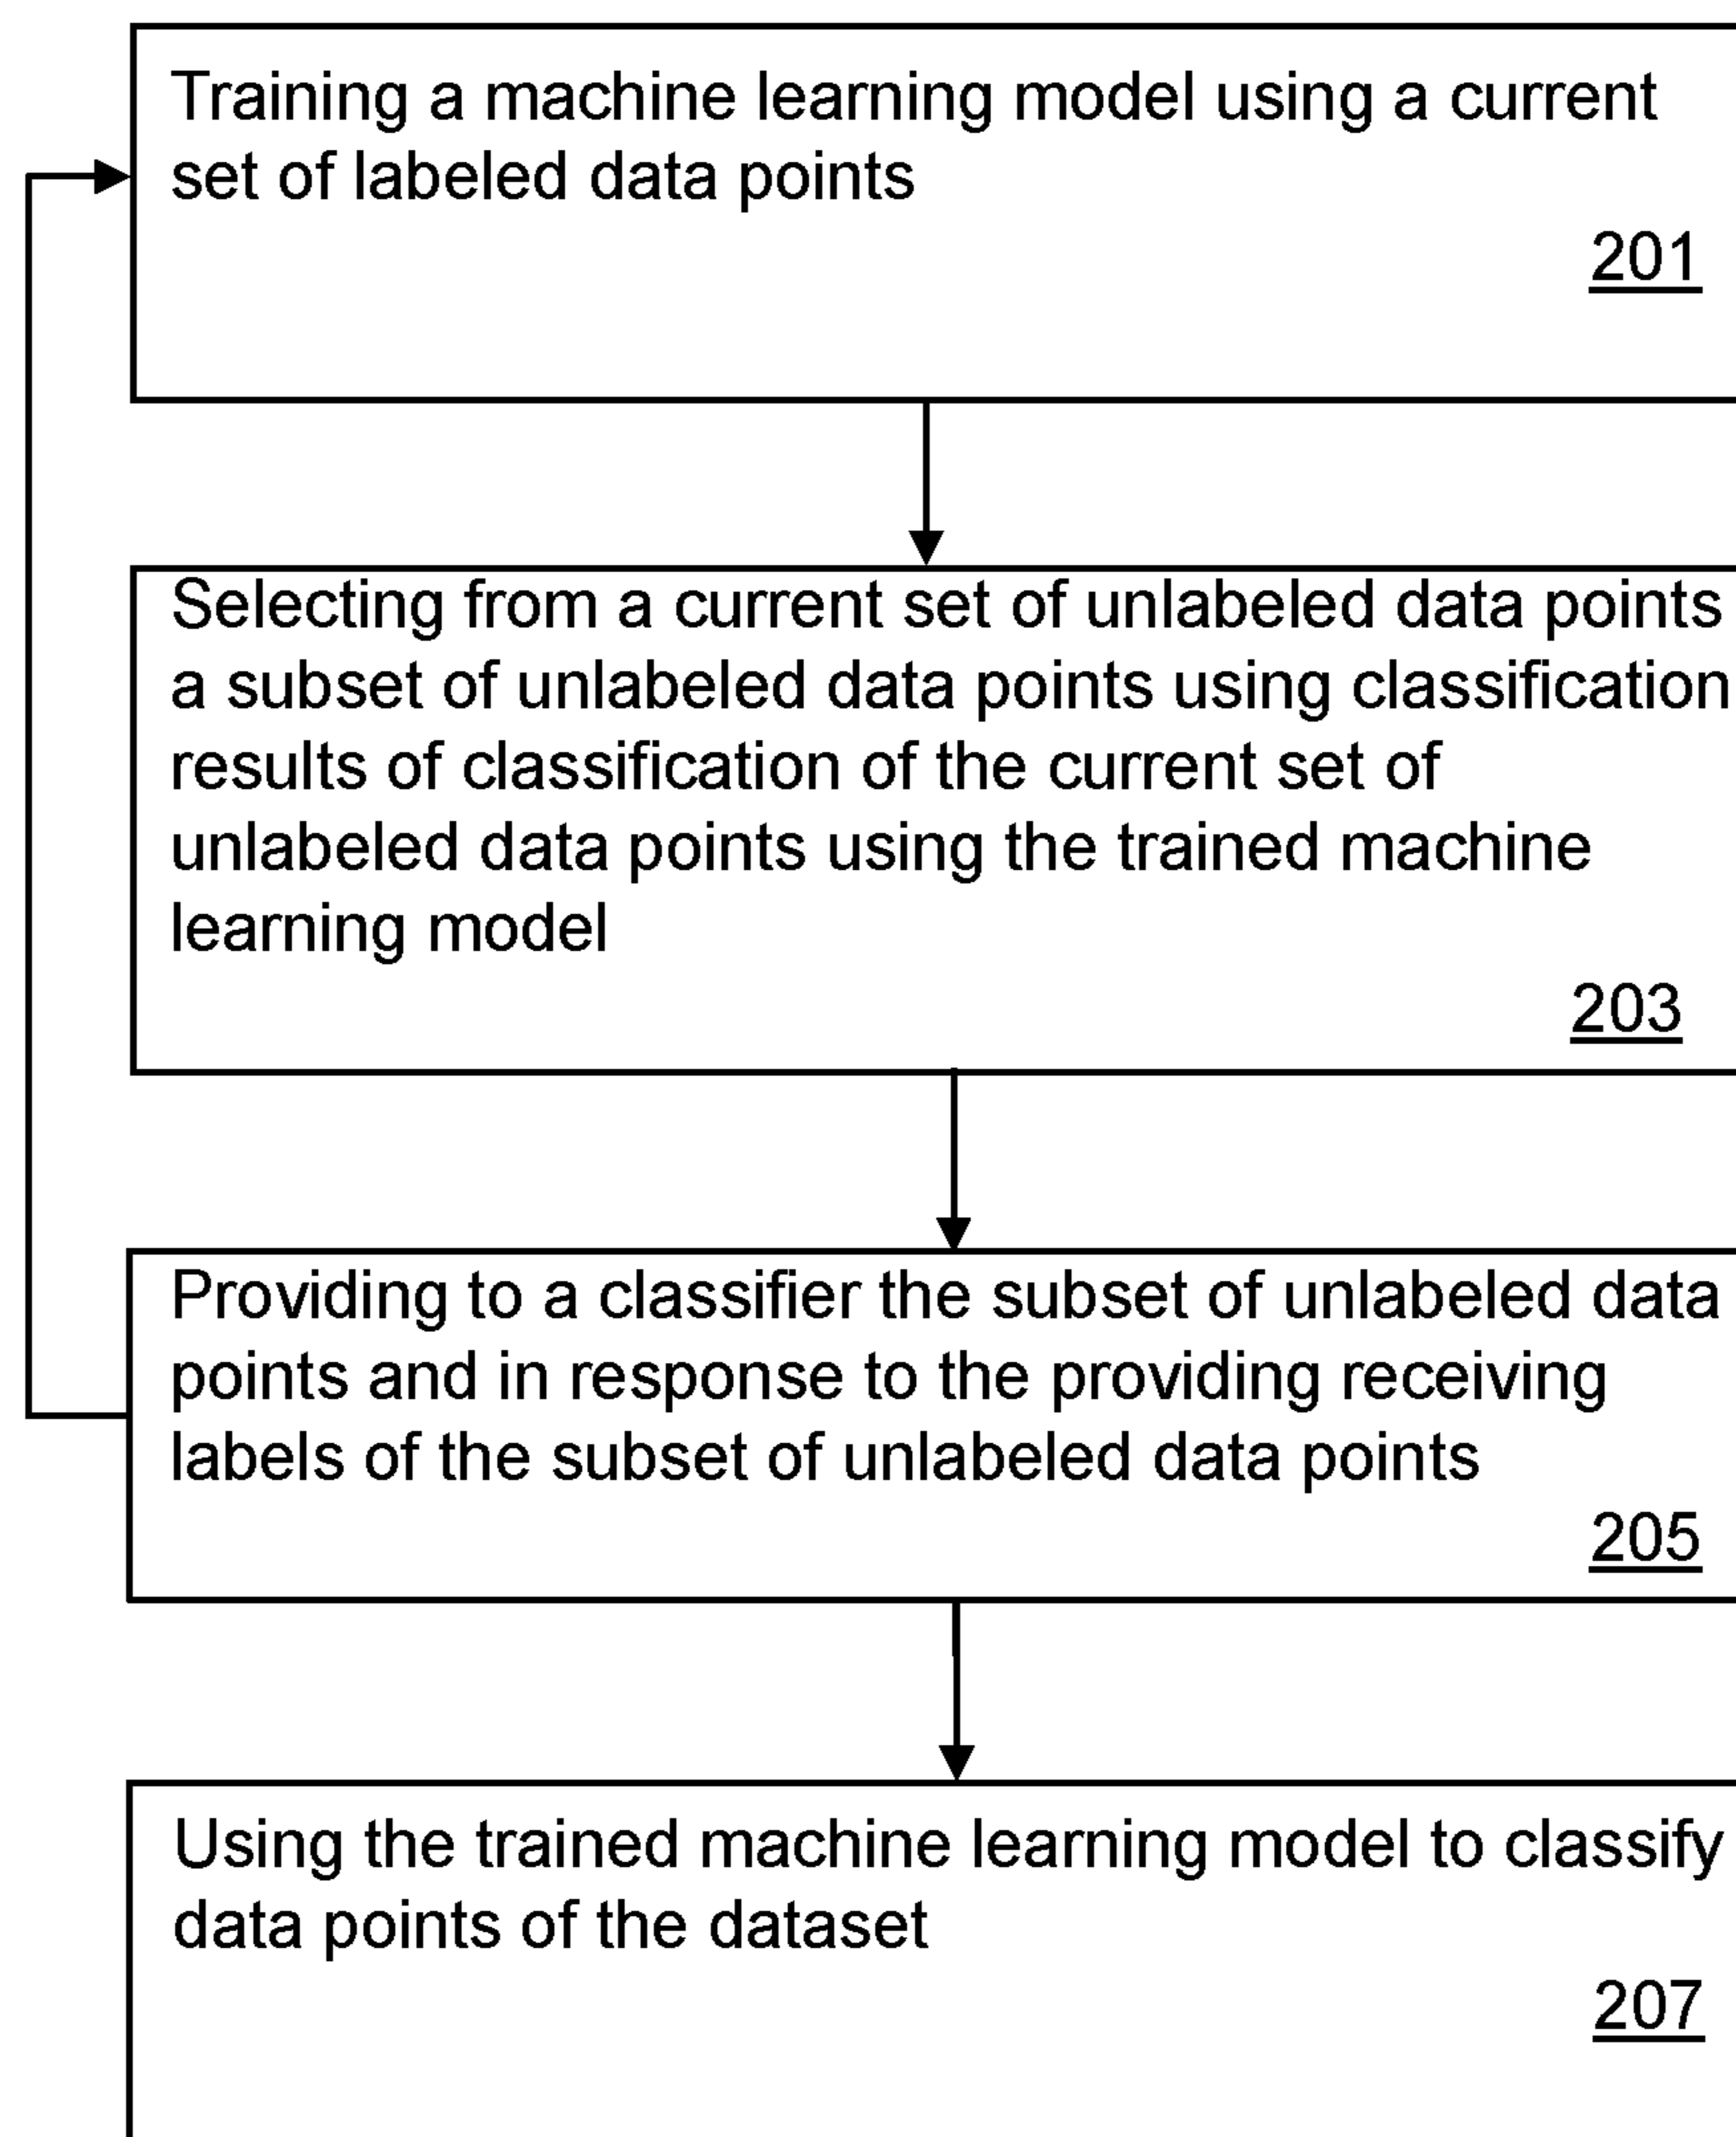 Training a machine learning model using a current
set of labeled data points
201
Selecting from a current set of unlabeled data points
a subset of unlabeled data points using classification
results of classification of the current set of
unlabeled data points using the trained machine
learning model
203
Providing to a classifier the subset of unlabeled data
points and in response to the providing receiving
labels of the subset of unlabeled data points
205
Using the trained machine learning model to classify
data points of the dataset
207